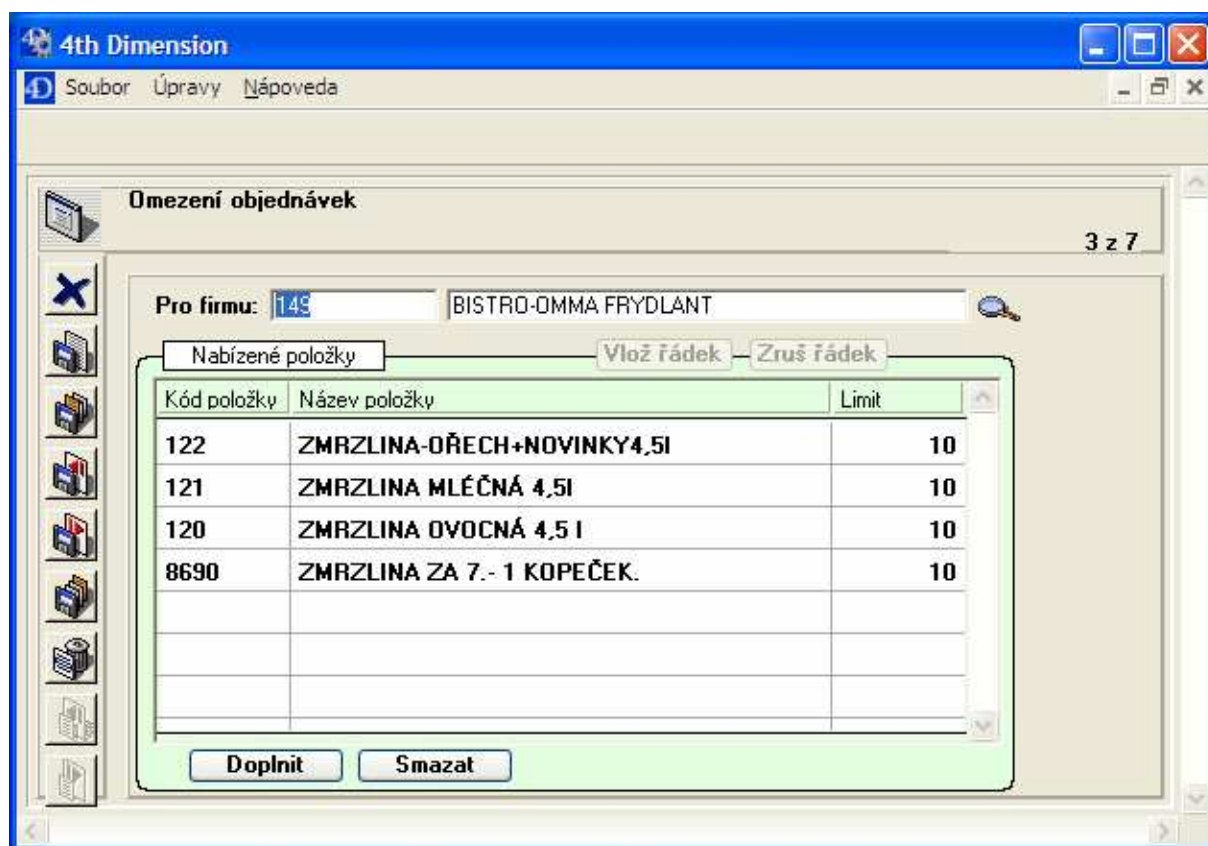 4th Dimension
Soubor Úpravy Nápoveda
Omezení objednávek
3 z 7
Pro firmu: 149 BISTRO-OMMA FRYDLANT
Nabízené položky Vlož řádek Zruš řádek
Kód položky Název položky Limit
122 ZMRZLINA-OŘECH+NOVINKY4,5l 10
121 ZMRZLINA MLÉČNÁ 4,5l 10
120 ZMRZLINA OVOCNÁ 4,5 l 10
8690 ZMRZLINA ZA 7.- 1 KOPEČEK. 10
Doplnit Smazat